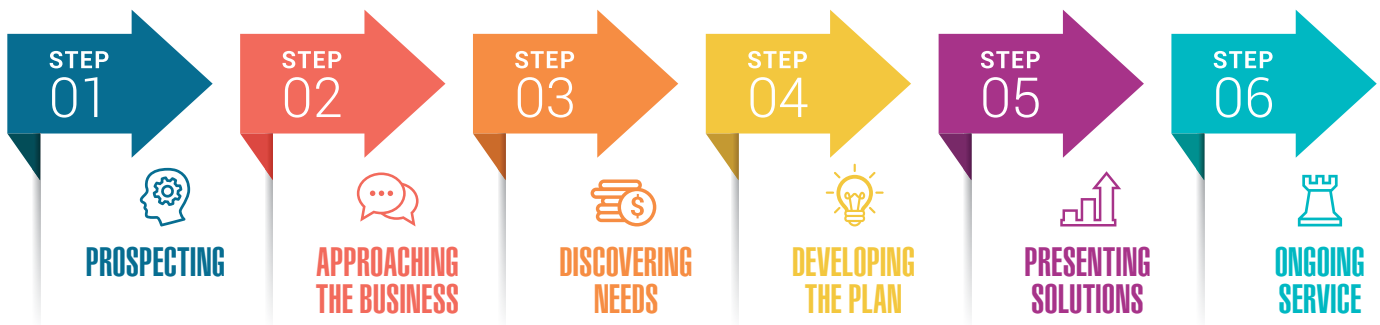 STEP
01
PROSPECTING
STEP
02
APPROACHING
THE BUSINESS
STEP
03
$
DISCOVERING
NEEDS
STEP
04
DEVELOPING
THE PLAN
STEP
05
PRESENTING
SOLUTIONS
STEP
06
ONGOING
SERVICE